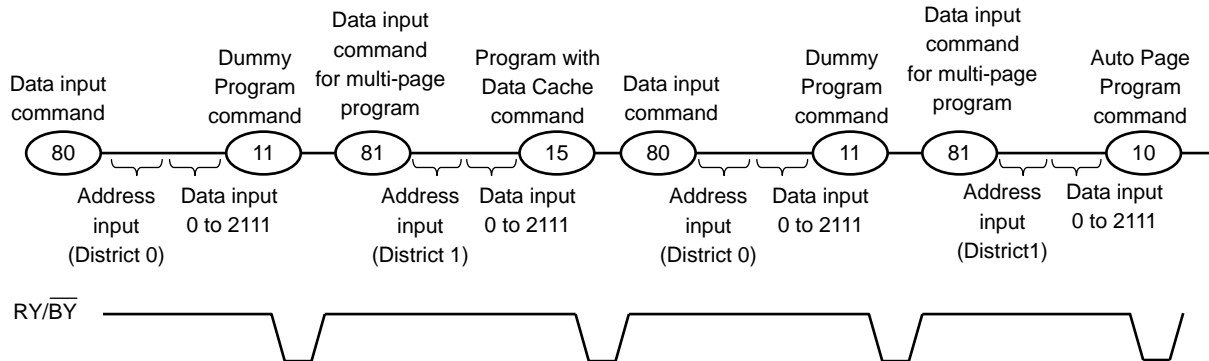 Data input
command
80
Address
input
(District 0)
Data input
0 to 2111
Dummy
Program
command
11
Data input
command
for multi-page
program
81
Address
input
(District 1)
Data input
0 to 2111
Program with
Data Cache
command
15
Data input
command
80
Address
input
(District 0)
Data input
0 to 2111
Dummy
Program
command
11
Data input
command
for multi-page
program
81
Address
input
(District1)
Data input
0 to 2111
Auto Page
Program
command
10
RY/B̅Y̅